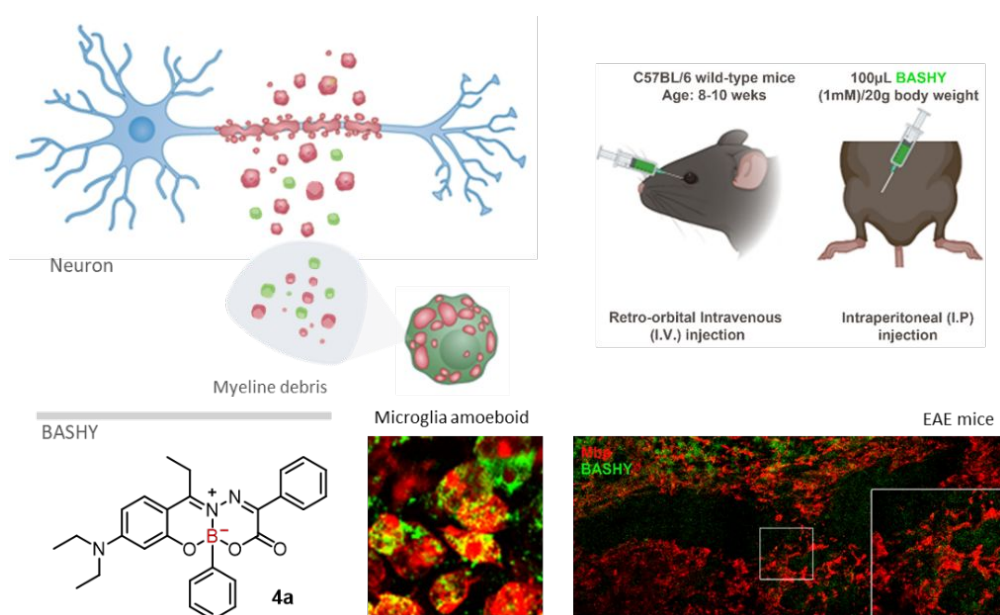 Neuron
Myeline debris
Microglia amoeboid
C57BL/6 wild-type mice
Age: 8-10 weks
100µL BASHY
(1mM)/20g body weight
Retro-orbital Intravenous
(I.V.) injection
Intraperitoneal (I.P)
injection
BASHY
N
+
N
N
B
−
O
O
O
4a
EAE mice
Mbp
BASHY